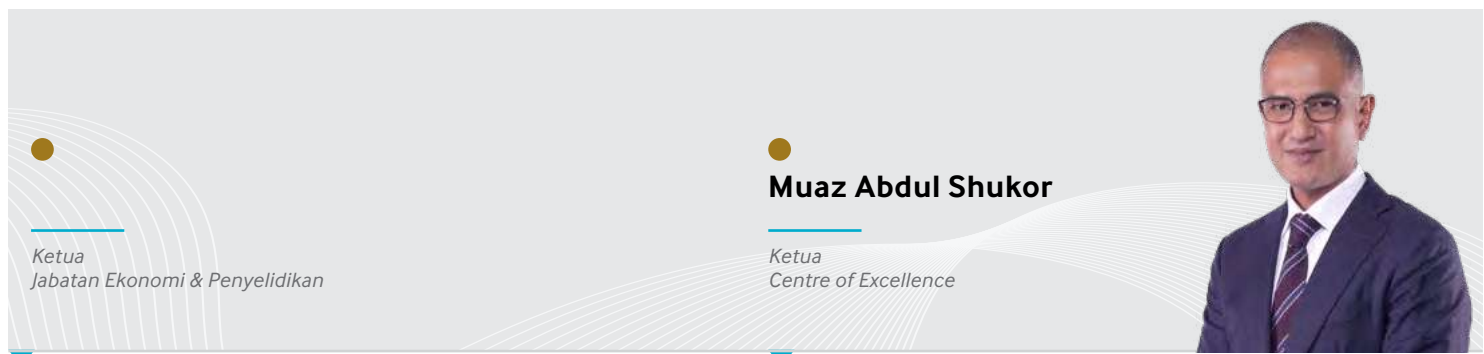 Ketua
Jabatan Ekonomi & Penyelidikan
Muaz Abdul Shukor
Ketua
Centre of Excellence